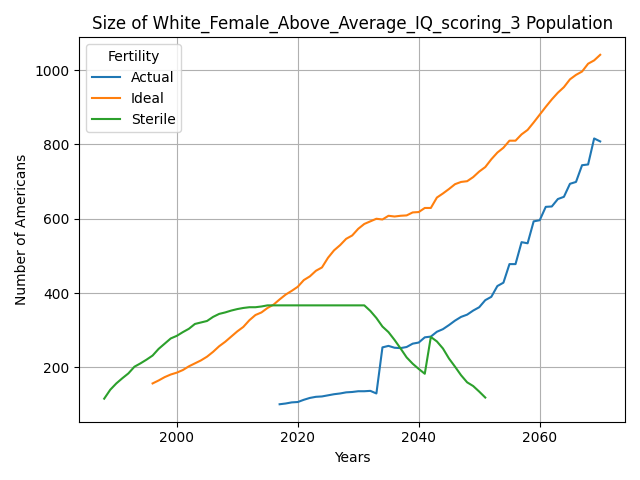 Size of White_Female_Above_Average_IQ_scoring_3 Population
Fertility
Actual
Ideal
Sterile
Number of Americans
1000
800
600
400
200
2000
2020
2040
2060
Years